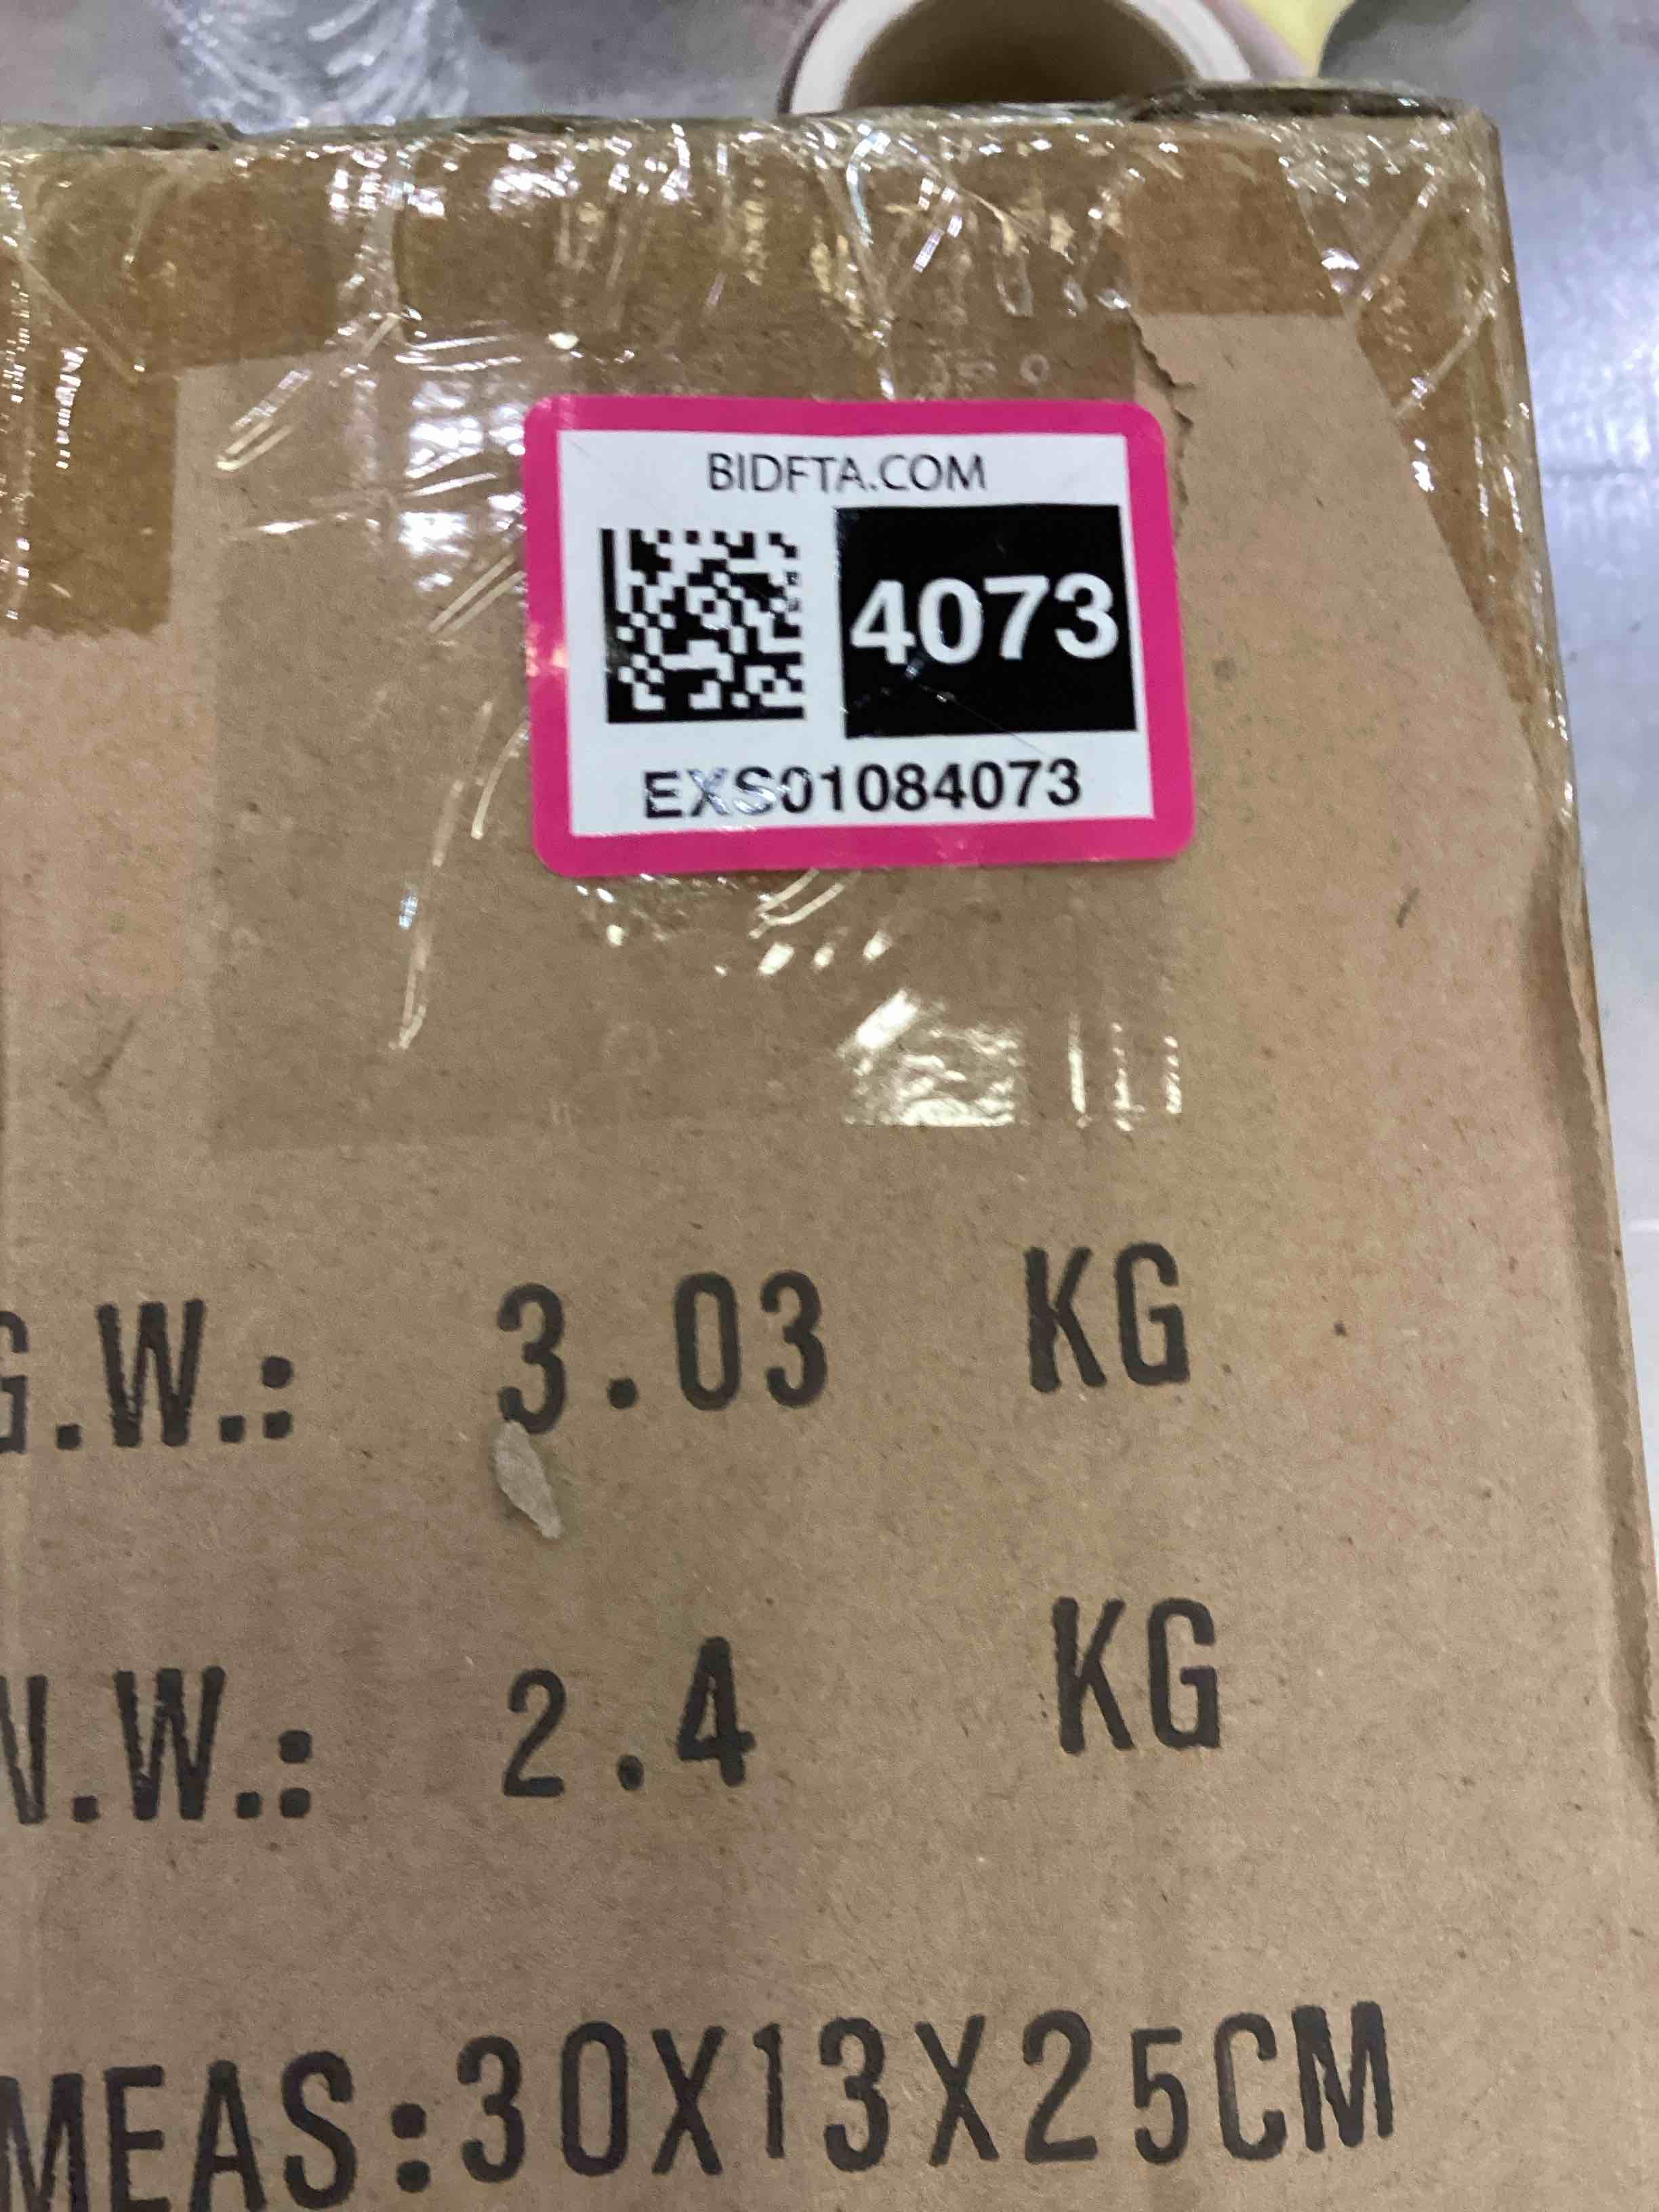 BIDFTA.COM
4073
EXS01084073
G.W.: 3.03 KG
N.W.: 2.4 KG
MEAS:30X13X25CM